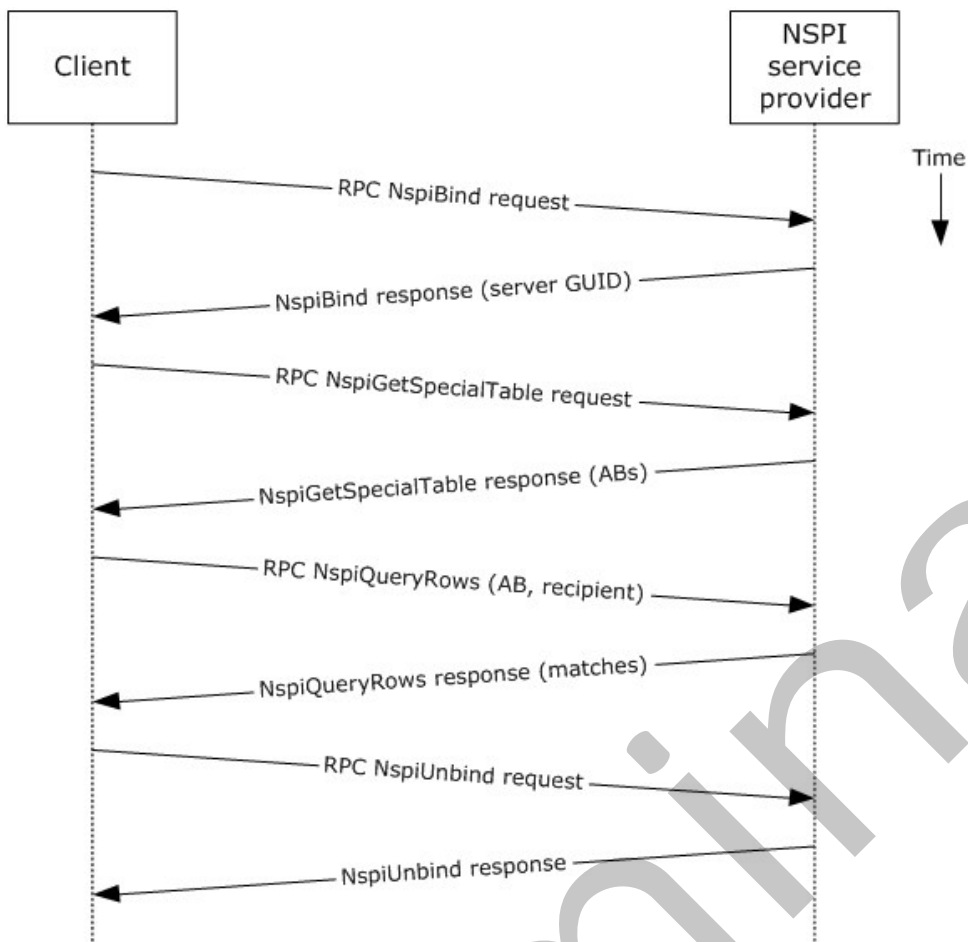 Client
NSPI
service
provider
Time
RPC NspiBind request
NspiBind response (server GUID)
RPC NspiGetSpecialTable request
NspiGetSpecialTable response (ABs)
RPC NspiQueryRows (AB, recipient)
NspiQueryRows response (matches)
RPC NspiUnbind request
NspiUnbind response